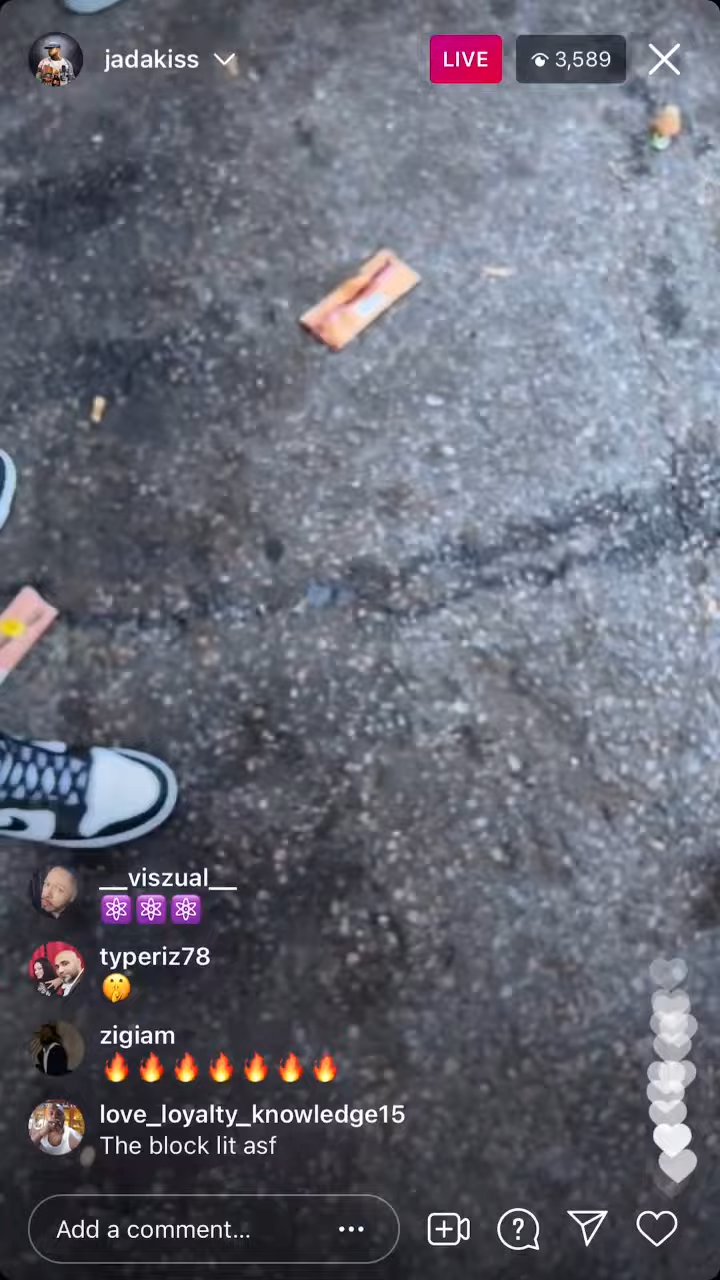 jadakiss
LIVE
3,589
__viszual__
⚛️⚛️⚛️
typeriz78
🤫
zigiam
🔥🔥🔥🔥🔥🔥🔥
love_loyalty_knowledge15
The block lit asf
Add a comment...